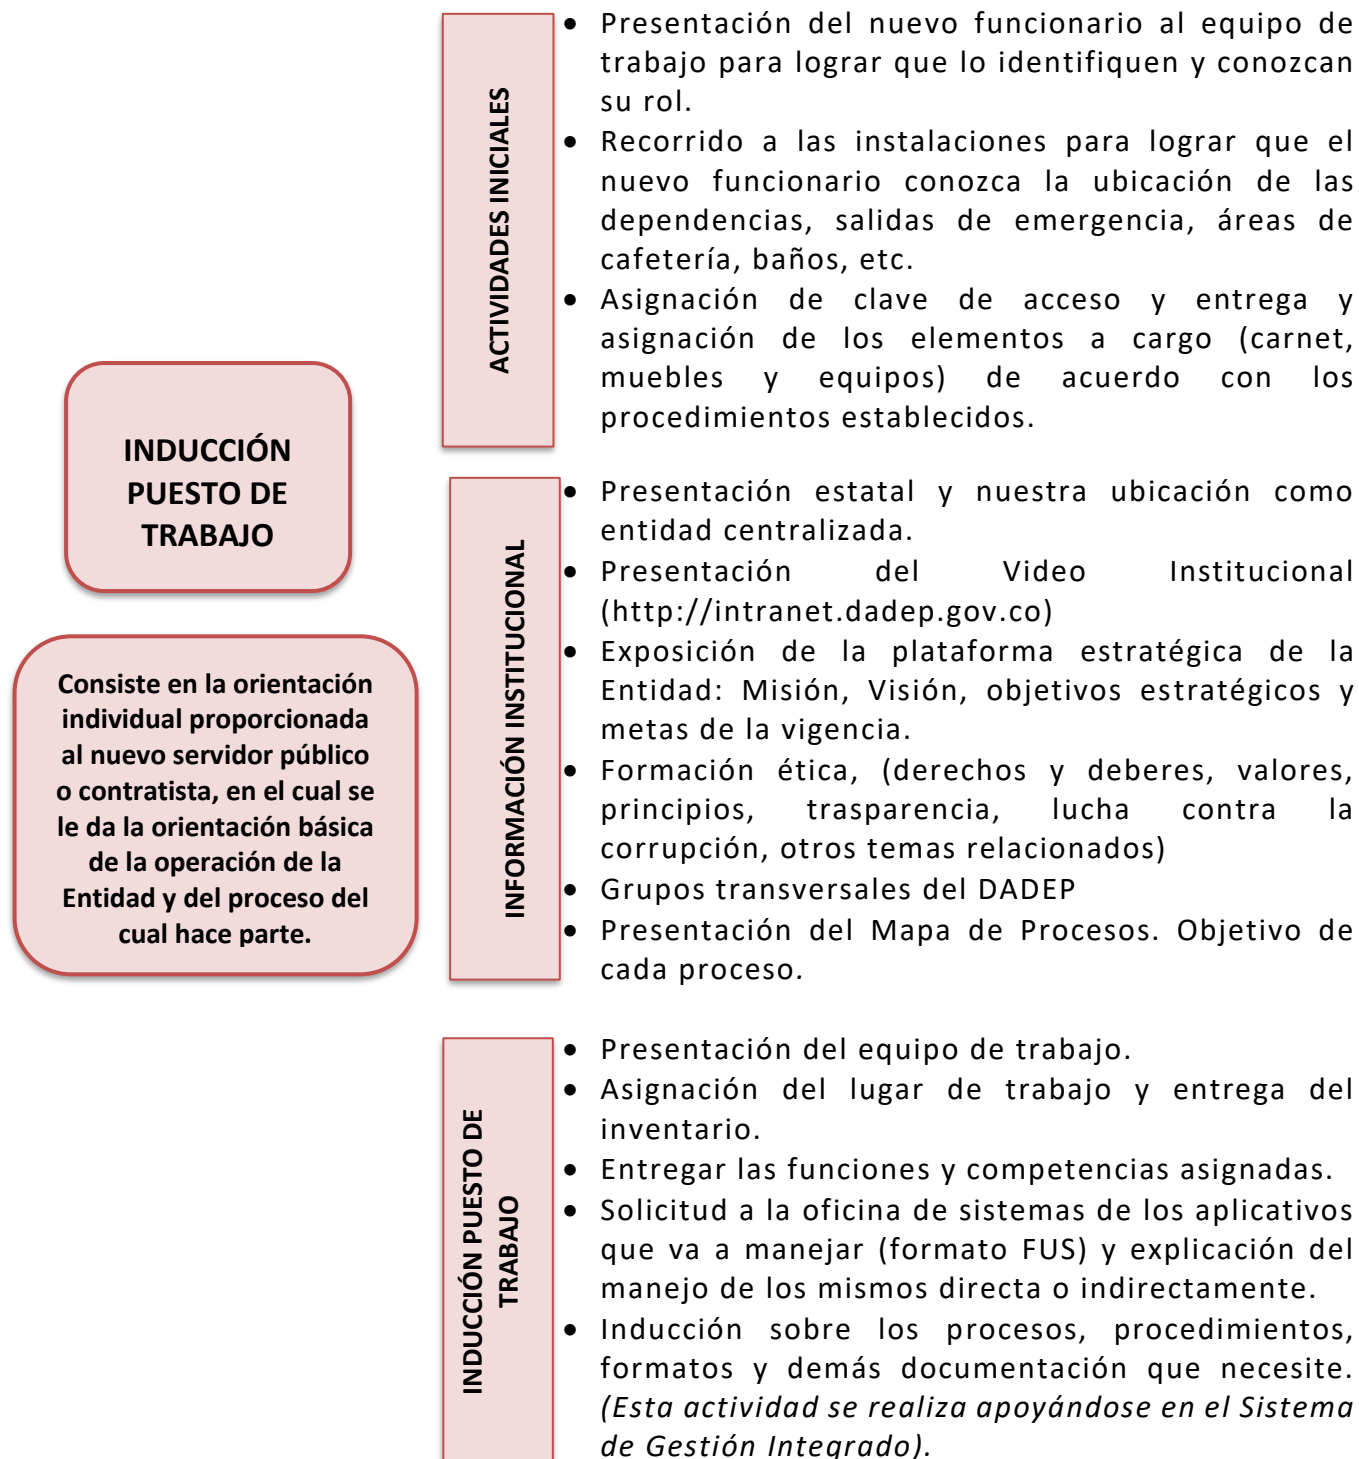 INDUCCIÓN
PUESTO DE
TRABAJO
Consiste en la orientación
individual proporcionada
al nuevo servidor público
o contratista, en el cual se
le da la orientación básica
de la operación de la
Entidad y del proceso del
cual hace parte.
ACTIVIDADES INICIALES
• Presentación del nuevo funcionario al equipo de
trabajo para lograr que lo identifiquen y conozcan
su rol.
• Recorrido a las instalaciones para lograr que el
nuevo funcionario conozca la ubicación de las
dependencias, salidas de emergencia, áreas de
cafetería, baños, etc.
• Asignación de clave de acceso y entrega y
asignación de los elementos a cargo (carnet,
muebles y equipos) de acuerdo con los
procedimientos establecidos.
INFORMACIÓN INSTITUCIONAL
• Presentación estatal y nuestra ubicación como
entidad centralizada.
• Presentación del Video Institucional
(http://intranet.dadep.gov.co)
• Exposición de la plataforma estratégica de la
Entidad: Misión, Visión, objetivos estratégicos y
metas de la vigencia.
• Formación ética, (derechos y deberes, valores,
principios, trasparencia, lucha contra la
corrupción, otros temas relacionados)
• Grupos transversales del DADEP
• Presentación del Mapa de Procesos. Objetivo de
cada proceso.
INDUCCIÓN PUESTO DE
TRABAJO
• Presentación del equipo de trabajo.
• Asignación del lugar de trabajo y entrega del
inventario.
• Entregar las funciones y competencias asignadas.
• Solicitud a la oficina de sistemas de los aplicativos
que va a manejar (formato FUS) y explicación del
manejo de los mismos directa o indirectamente.
• Inducción sobre los procesos, procedimientos,
formatos y demás documentación que necesite.
(Esta actividad se realiza apoyándose en el Sistema
de Gestión Integrado).